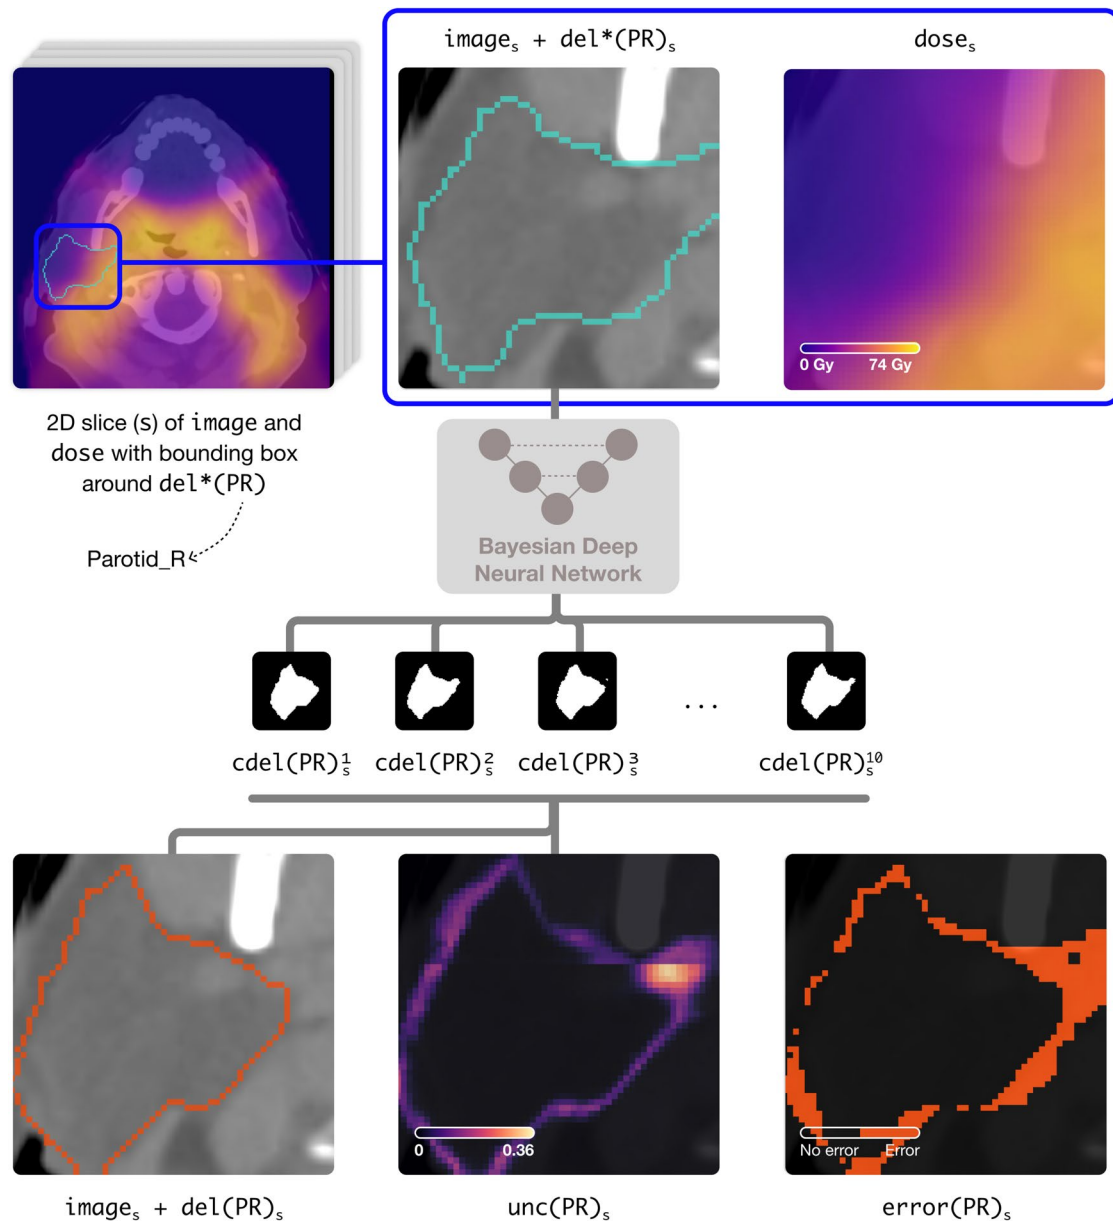 imageₛ + del*(PR)ₛ
doseₛ
0 Gy 74 Gy
2D slice (s) of image and
dose with bounding box
around del*(PR)
Parotid_R
Bayesian Deep
Neural Network
...
cdel(PR)¹ₛ cdel(PR)²ₛ cdel(PR)³ₛ cdel(PR)¹⁰ₛ
0 0.36
No error Error
imageₛ + del(PR)ₛ
unc(PR)ₛ
error(PR)ₛ